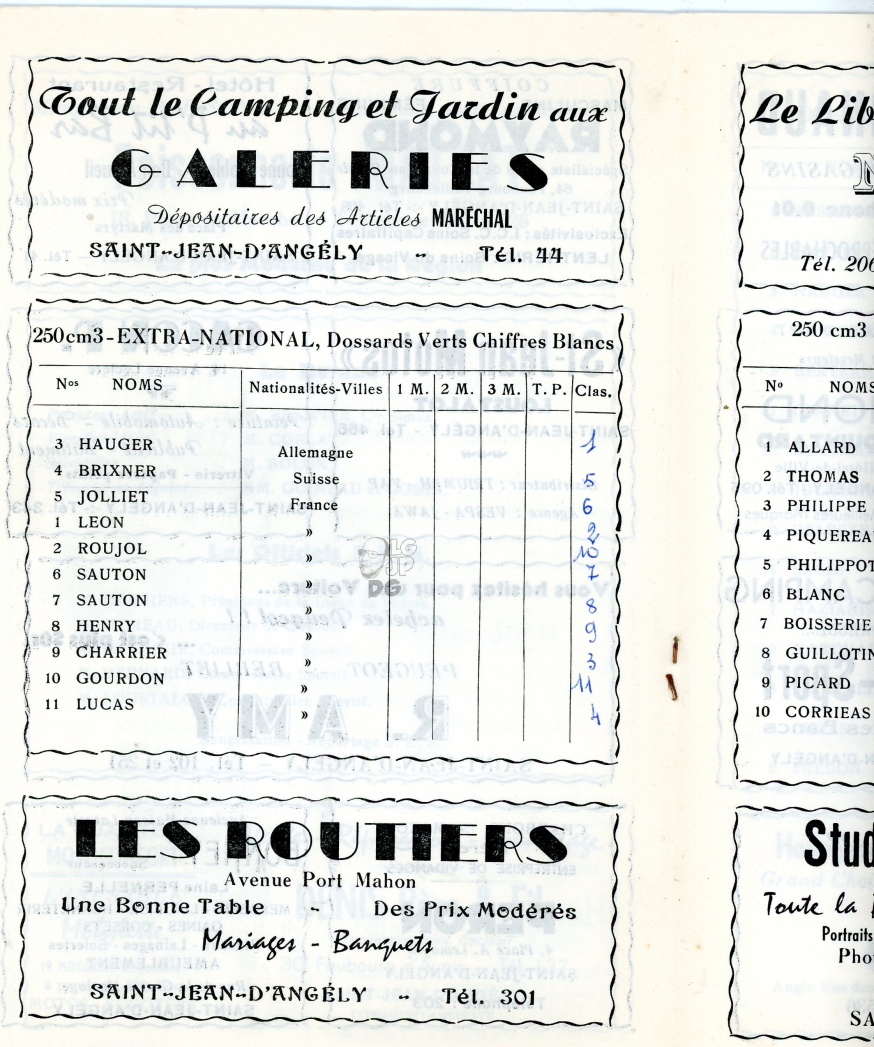 Tout le Camping et Jardin aux
GALERIES
Dépositaires des Articles MARÉCHAL
SAINT-JEAN-D'ANGÉLY - Tél. 44
250 cm3 - EXTRA-NATIONAL, Dossards Verts Chiffres Blancs
Nos NOMS Nationalités-Villes 1 M. 2 M. 3 M. T. P. Clas.
3 HAUGER Allemagne 1
4 BRIXNER Suisse 5
5 JOLLIET France 6
1 LEON » 2
2 ROUJOL » 10
6 SAUTON » 7
7 SAUTON » 8
8 HENRY » 9
9 CHARRIER » 3
10 GOURDON » 11
11 LUCAS » 4
LGJP
DG
LES ROUTIERS
Avenue Port Mahon
Une Bonne Table - Des Prix Modérés
Mariages - Banquets
SAINT-JEAN-D'ANGÉLY - Tél. 301
Le Lib
Tél. 206
250 cm3
No NOMS
1 ALLARD
2 THOMAS
3 PHILIPPE
4 PIQUEREAU
5 PHILIPPOT
6 BLANC
7 BOISSERIE
8 GUILLOTIN
9 PICARD
10 CORRIEAS
Stud
Toute la
Portraits
Pho
SA